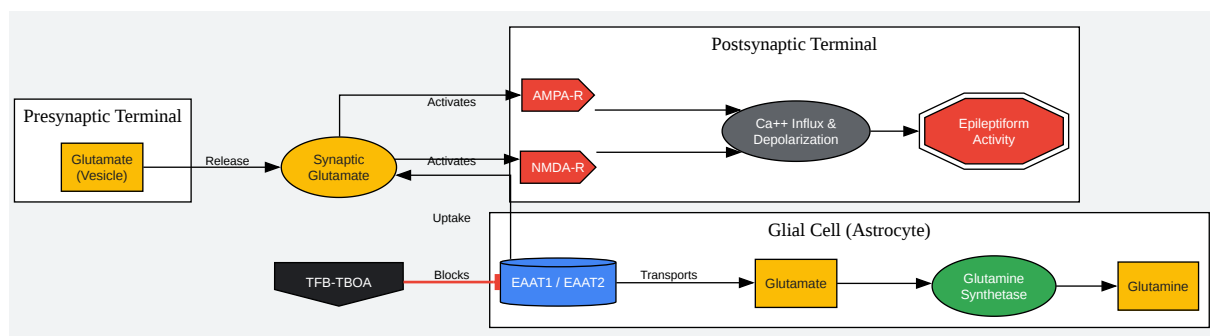 Postsynaptic Terminal
Presynaptic Terminal
Glutamate
(Vesicle)
Release
Synaptic
Glutamate
Activates
AMPA-R
Activates
NMDA-R
Ca++ Influx &
Depolarization
Epileptiform
Activity
Uptake
Glial Cell (Astrocyte)
TFB-TBOA
Blocks
EAAT1 / EAAT2
Transports
Glutamate
Glutamine
Synthetase
Glutamine